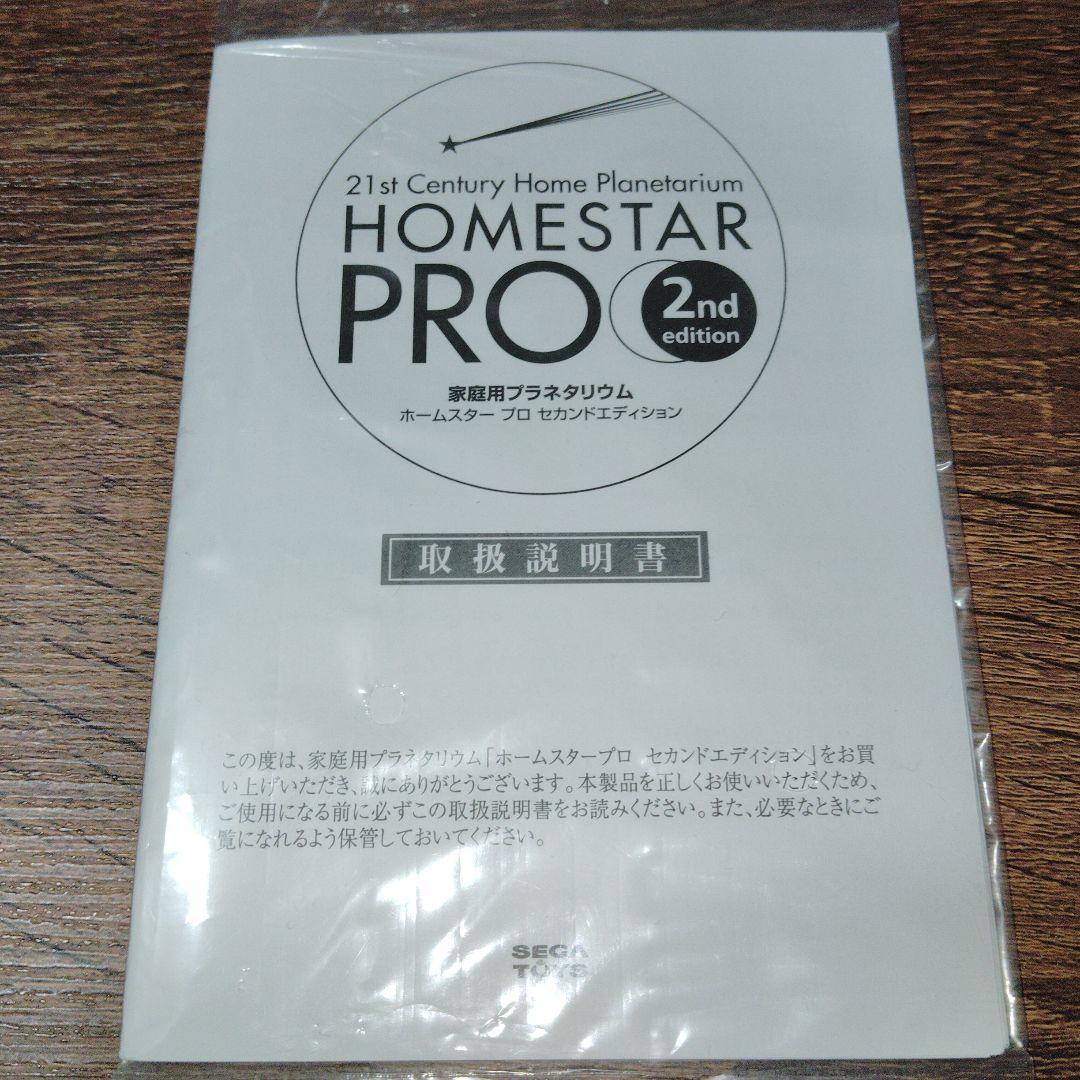 21st Century Home Planetarium
HOMESTAR
PRO 2nd
edition
家庭用プラネタリウム
ホームスター プロ セカンドエディション
取扱説明書
この度は、家庭用プラネタリウム「ホームスタープロ セカンドエディション」をお買
い上げいただき、誠にありがとうございます。本製品を正しくお使いいただくため、
ご使用になる前に必ずこの取扱説明書をお読みください。また、必要なときにご
覧になれるよう保管しておいてください。
SEGA
TOYS